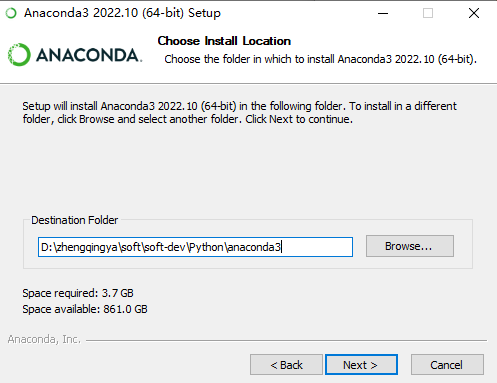 Anaconda3 2022.10 (64-bit) Setup
ANACONDA.
Choose Install Location
Choose the folder in which to install Anaconda3 2022.10 (64-bit).
Setup will install Anaconda3 2022.10 (64-bit) in the following folder. To install in a different
folder, click Browse and select another folder. Click Next to continue.
Destination Folder
D:\zhengqingya\soft\soft-dev\Python\anaconda3
Browse...
Space required: 3.7 GB
Space available: 861.0 GB
Anaconda, Inc.
< Back
Next >
Cancel